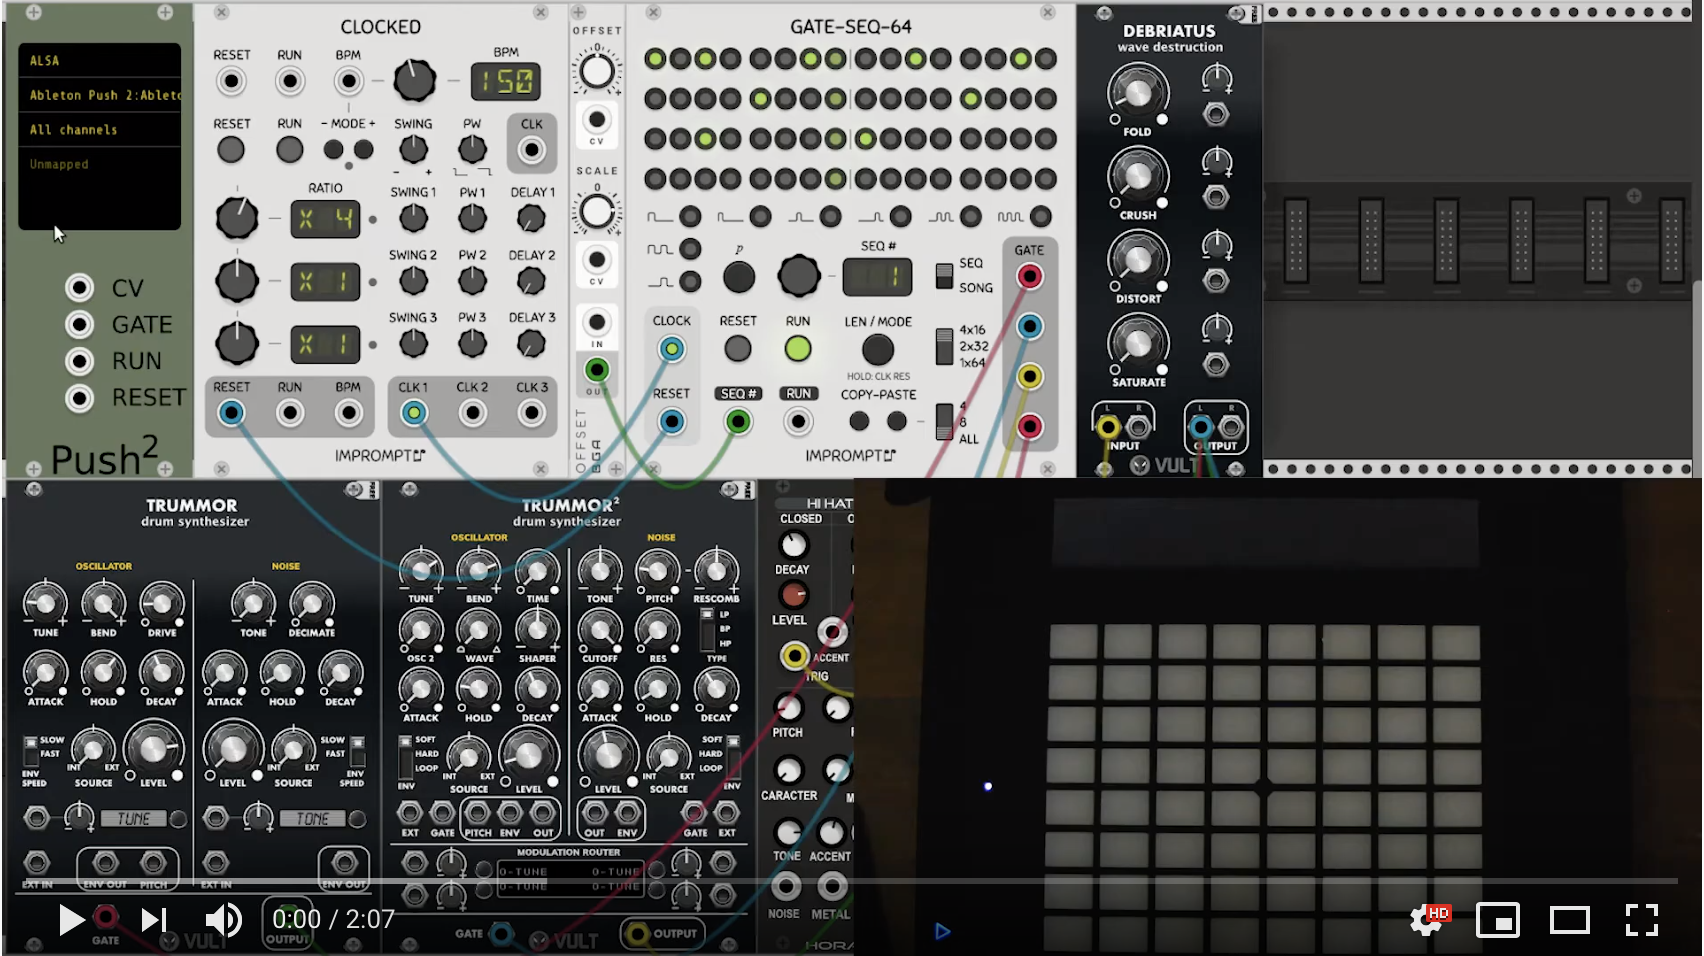 ALSA
Ableton Push 2:Ableto
All channels
Unmapped
CV
GATE
RUN
RESET
Push2
CLOCKED
RESET RUN BPM BPM
150
RESET RUN - MODE + SWING PW CLK
- +
RATIO SWING 1 PW 1 DELAY 1
X 4
SWING 2 PW 2 DELAY 2
X 1
SWING 3 PW 3 DELAY 3
X 1
RESET RUN BPM CLK 1 CLK 2 CLK 3
IMPROMPTU
OFFSET
0
- +
CV
SCALE
0
- +
CV
IN
OUT
OFFSET
GATE-SEQ-64
p SEQ #
1
SEQ
SONG
GATE
CLOCK RESET RUN LEN / MODE
4x16
2x32
1x64
HOLD: CLK RES
RESET SEQ # RUN COPY-PASTE
4
8
ALL
IMPROMPTU
DEBRIATUS
wave destruction
FOLD
CRUSH
DISTORT
SATURATE
L R L R
INPUT OUTPUT
VULT
TRUMMOR
drum synthesizer
OSCILLATOR NOISE
TUNE BEND DRIVE TONE DECIMATE
ATTACK HOLD DECAY ATTACK HOLD DECAY
SLOW
FAST
ENV
SPEED
INT EXT
SOURCE LEVEL LEVEL
INT EXT
SOURCE
SLOW
FAST
ENV
SPEED
TUNE TONE
EXT IN ENV OUT PITCH EXT IN ENV OUT
GATE VULT OUTPUT
TRUMMOR2
drum synthesizer
OSCILLATOR NOISE
TUNE BEND TIME TONE PITCH RESCOMB
LP
BP
HP
OSC 2 WAVE SHAPER CUTOFF RES TYPE
ATTACK HOLD DECAY ATTACK HOLD DECAY
SOFT
HARD
LOOP
ENV
INT EXT
SOURCE LEVEL LEVEL
INT EXT
SOURCE
SOFT
HARD
LOOP
ENV
EXT GATE PITCH ENV OUT OUT ENV GATE EXT
MODULATION ROUTER
0-TUNE 0-TUNE
0-TUNE 0-TUNE
GATE VULT OUTPUT
HI HAT
CLOSED
DECAY
LEVEL
ACCENT
TRIG
PITCH
CARACTER
TONE ACCENT
NOISE METAL
HORA
0:00 / 2:07
HD